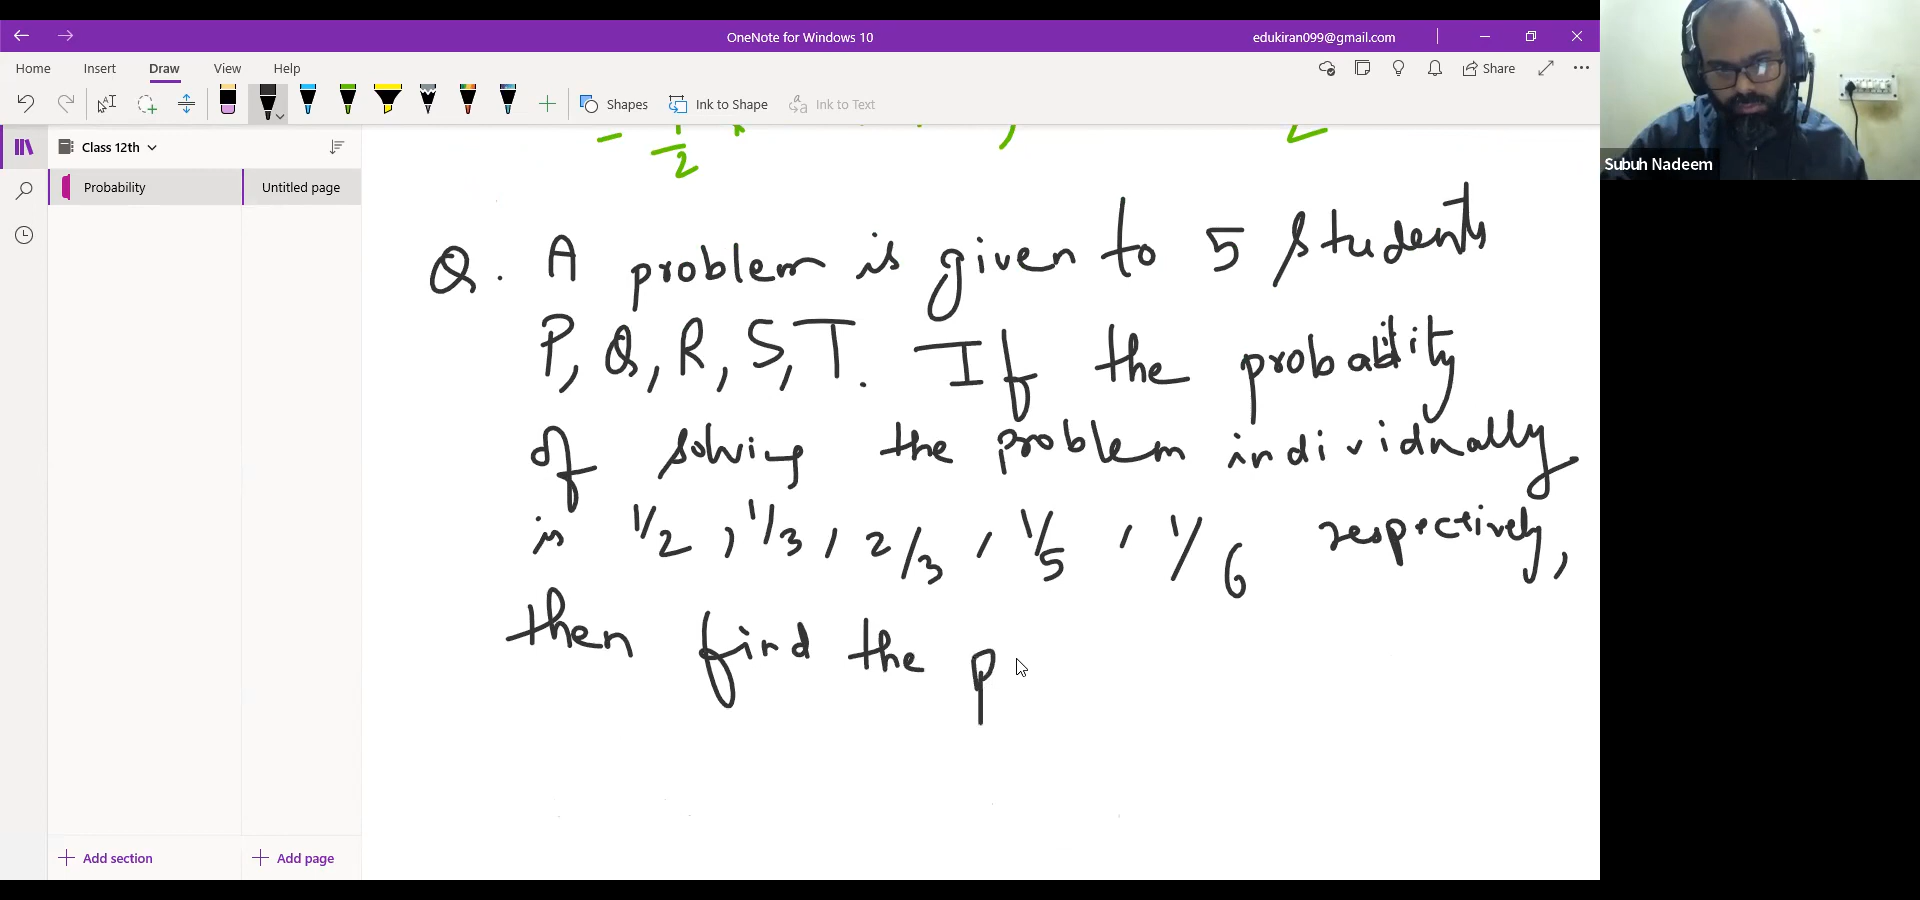 OneNote for Windows 10
edukiran099@gmail.com
Home Insert Draw View Help
Share
Shapes Ink to Shape Ink to Text
Class 12th
Probability
Untitled page
2
2
Q. A problem is given to 5 students
P, Q, R, S, T. If the probability
of solving the problem individually
is 1/2, 1/3, 2/3, 1/5, 1/6 respectively,
then find the p
Add section
Add page
Subuh Nadeem